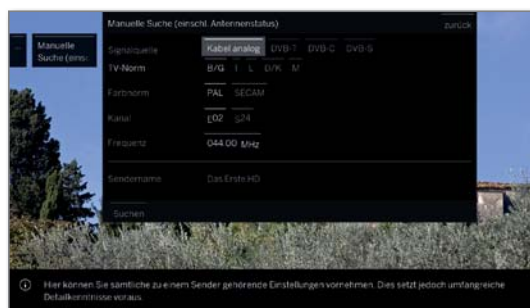 Manuelle Suche (einschl. Antennenstatus)
zurück
Manuelle
Suche (eins
Signalquelle Kabel analog DVB-T DVB-C DVB-S
TV-Norm B/G I L D/K M
Farbnorm PAL SECAM
Kanal E02 S24
Frequenz 044.00 MHz
Sendername Das Erste HD
Suchen
Hier können Sie sämtliche zu einem Sender gehörende Einstellungen vornehmen. Dies setzt jedoch umfangreiche
Detailkenntnisse voraus.